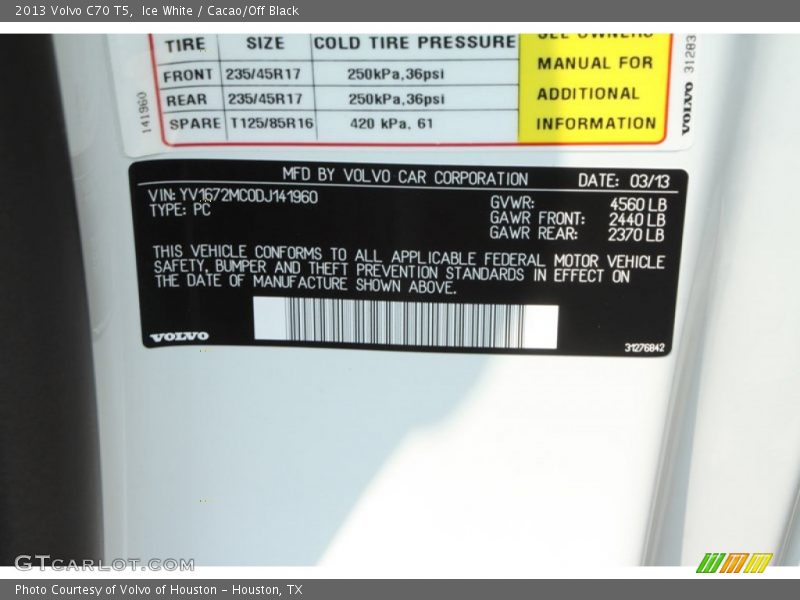 2013 Volvo C70 T5, Ice White / Cacao/Off Black
TIRE SIZE COLD TIRE PRESSURE
SEE OWNERS
FRONT 235/45R17 250kPa,36psi
MANUAL FOR
REAR 235/45R17 250kPa,36psi
ADDITIONAL
SPARE T125/85R16 420 kPa. 61
INFORMATION
141960
VOLVO 31283
MFD BY VOLVO CAR CORPORATION DATE: 03/13
VIN: YV1672MC0DJ141960 GVWR: 4560 LB
TYPE: PC GAWR FRONT: 2440 LB
GAWR REAR: 2370 LB
THIS VEHICLE CONFORMS TO ALL APPLICABLE FEDERAL MOTOR VEHICLE
SAFETY, BUMPER AND THEFT PREVENTION STANDARDS IN EFFECT ON
THE DATE OF MANUFACTURE SHOWN ABOVE.
VOLVO 31276842
GTcarlot.com
Photo Courtesy of Volvo of Houston - Houston, TX